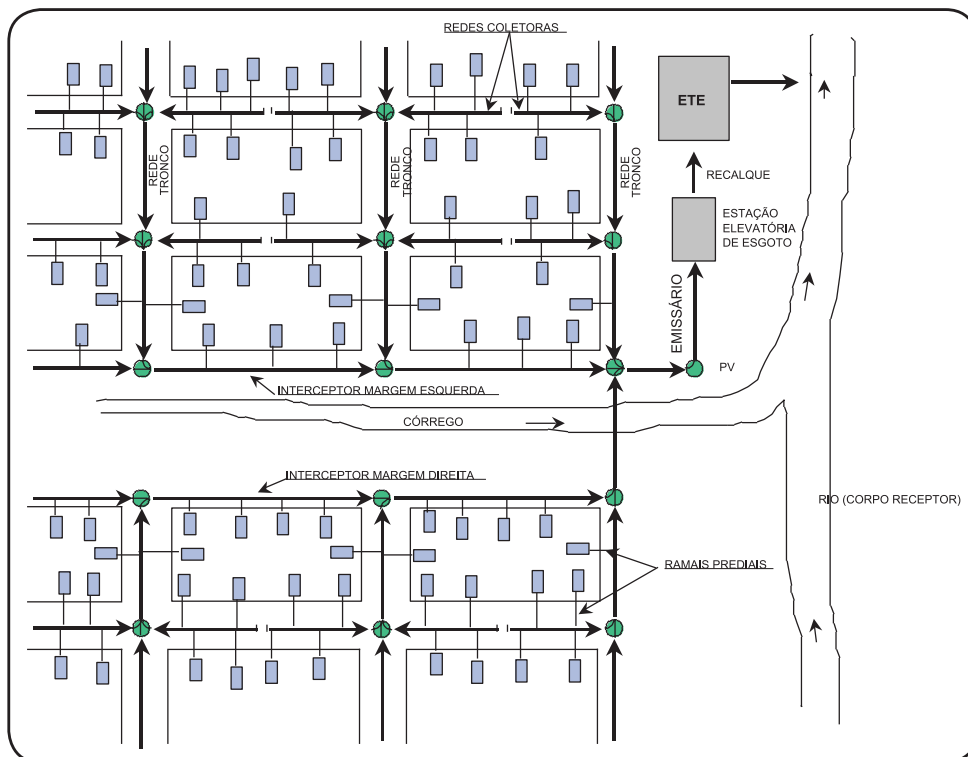 REDES COLETORAS
ETE
REDE
TRONCO
REDE
TRONCO
REDE
TRONCO
RECALQUE
ESTAÇÃO
ELEVATÓRIA
DE ESGOTO
EMISSÁRIO
PV
INTERCEPTOR MARGEM ESQUERDA
CÓRREGO
INTERCEPTOR MARGEM DIREITA
RIO (CORPO RECEPTOR)
RAMAIS PREDIAIS